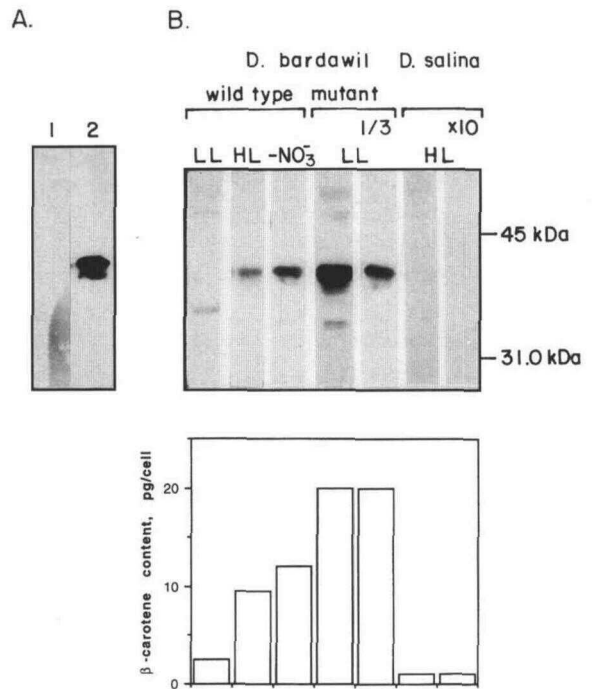 A.
B.
D. bardawil D. salina
wild type mutant
1 2
1/3 x10
LL HL -NO₃⁻ LL HL
45 kDa
31.0 kDa
β-carotene content, pg/cell
20
10
0